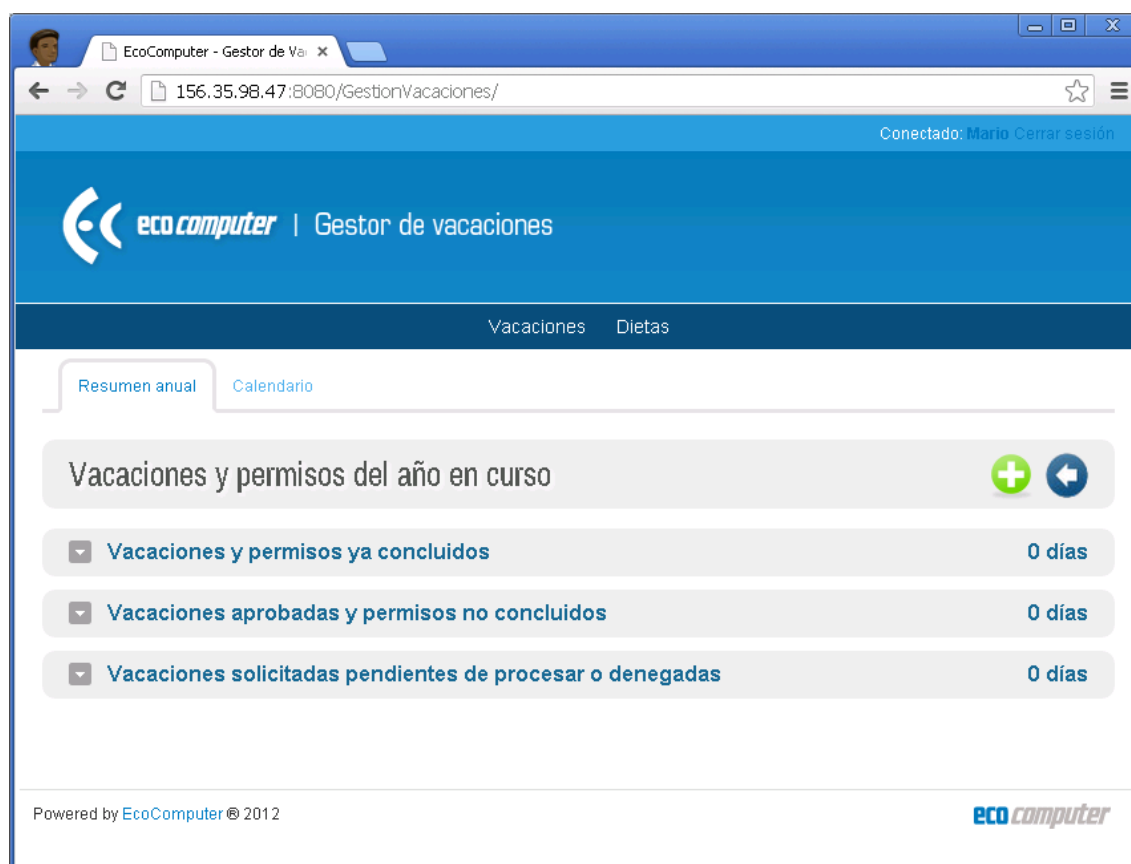 EcoComputer - Gestor de Va
156.35.98.47:8080/GestionVacaciones/
Conectado: Mario Cerrar sesión
eco computer | Gestor de vacaciones
Vacaciones Dietas
Resumen anual Calendario
Vacaciones y permisos del año en curso
Vacaciones y permisos ya concluidos 0 días
Vacaciones aprobadas y permisos no concluidos 0 días
Vacaciones solicitadas pendientes de procesar o denegadas 0 días
Powered by EcoComputer ® 2012 eco computer